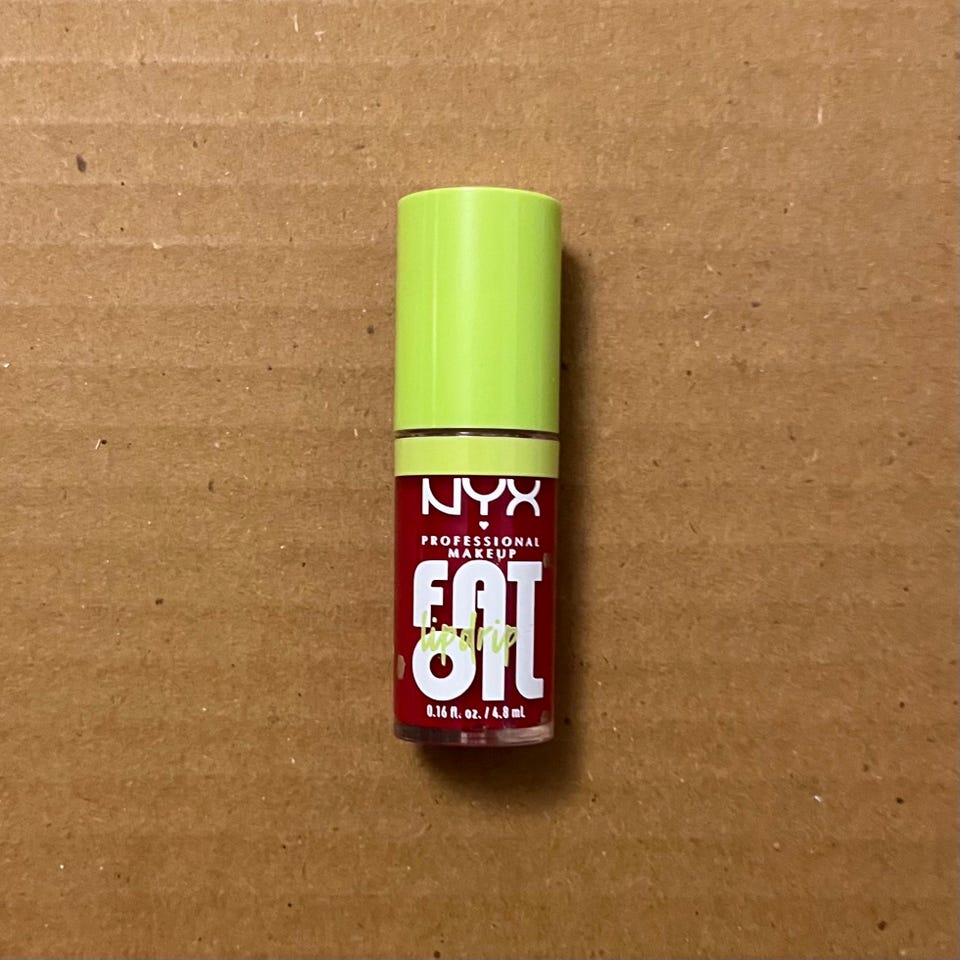 NYX
PROFESSIONAL
MAKEUP
FAT
lip drip
OIL
0.16 fl. oz. / 4.8 mL